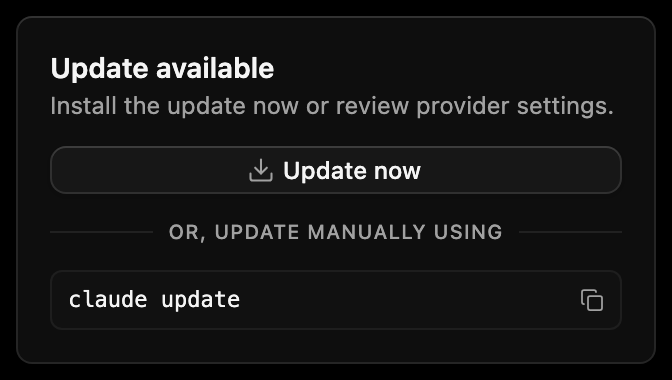 Update available
Install the update now or review provider settings.
Update now
OR, UPDATE MANUALLY USING
claude update